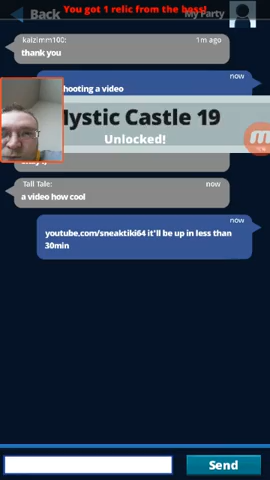 You got 1 relic from the boss!
Back
My Party
kaizimm100:
1m ago
thank you
now
hooting a video
Mystic Castle 19
Unlocked!
Tall Tale:
now
a video how cool
now
youtube.com/sneaktiki64 it'll be up in less than
30min
Send